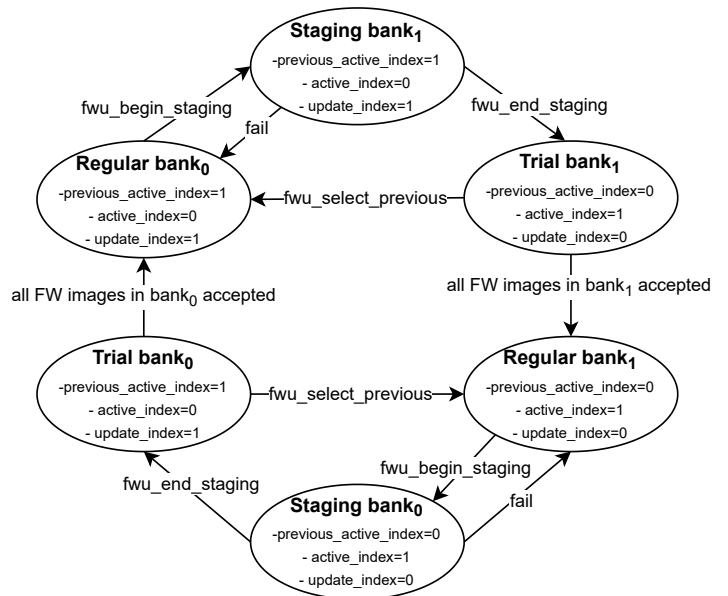 Staging bank1
-previous_active_index=1
- active_index=0
- update_index=1
fwu_begin_staging
fwu_end_staging
fail
Regular bank0
-previous_active_index=1
- active_index=0
- update_index=1
fwu_select_previous
Trial bank1
-previous_active_index=0
- active_index=1
- update_index=0
all FW images in bank0 accepted
all FW images in bank1 accepted
Trial bank0
-previous_active_index=1
- active_index=0
- update_index=1
fwu_select_previous
Regular bank1
-previous_active_index=0
- active_index=1
- update_index=0
fwu_end_staging
fwu_begin_staging
fail
Staging bank0
-previous_active_index=0
- active_index=1
- update_index=0